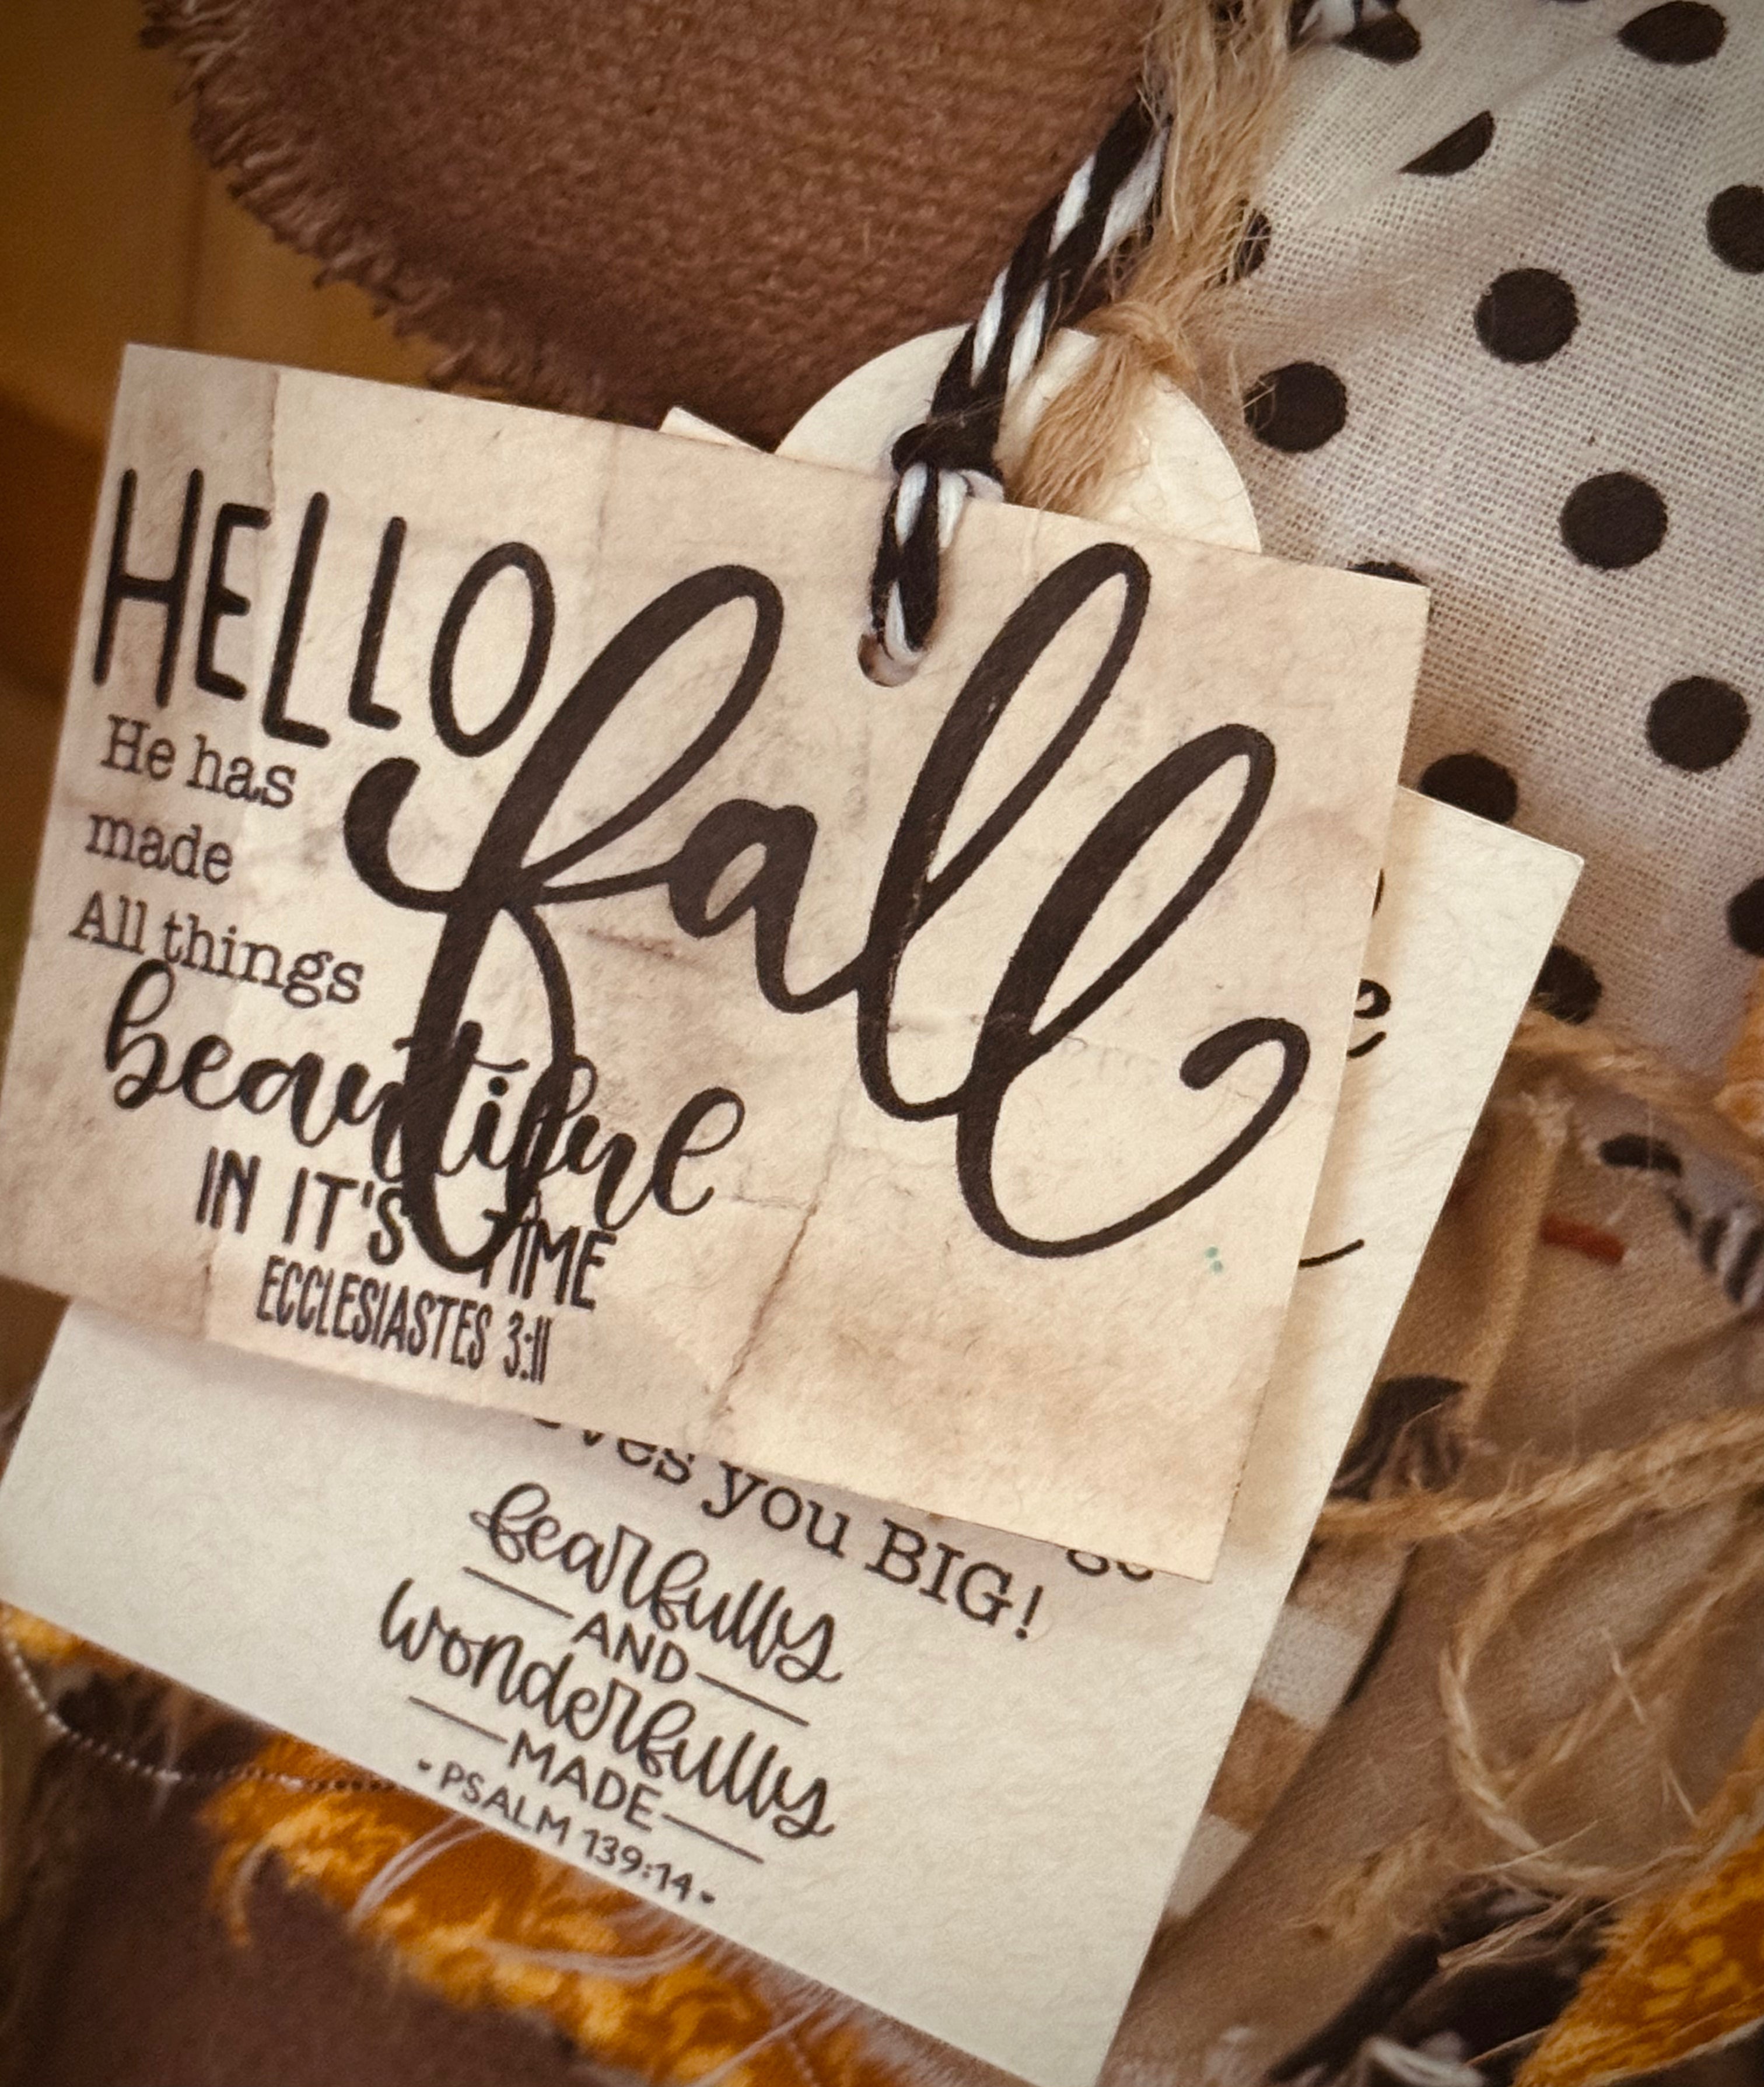 HELLO fall
He has
made
All things
beautiful
IN IT'S TIME
ECCLESIASTES 3:11
you BIG!
fearfully
AND
wonderfully
MADE
• PSALM 139:14 •